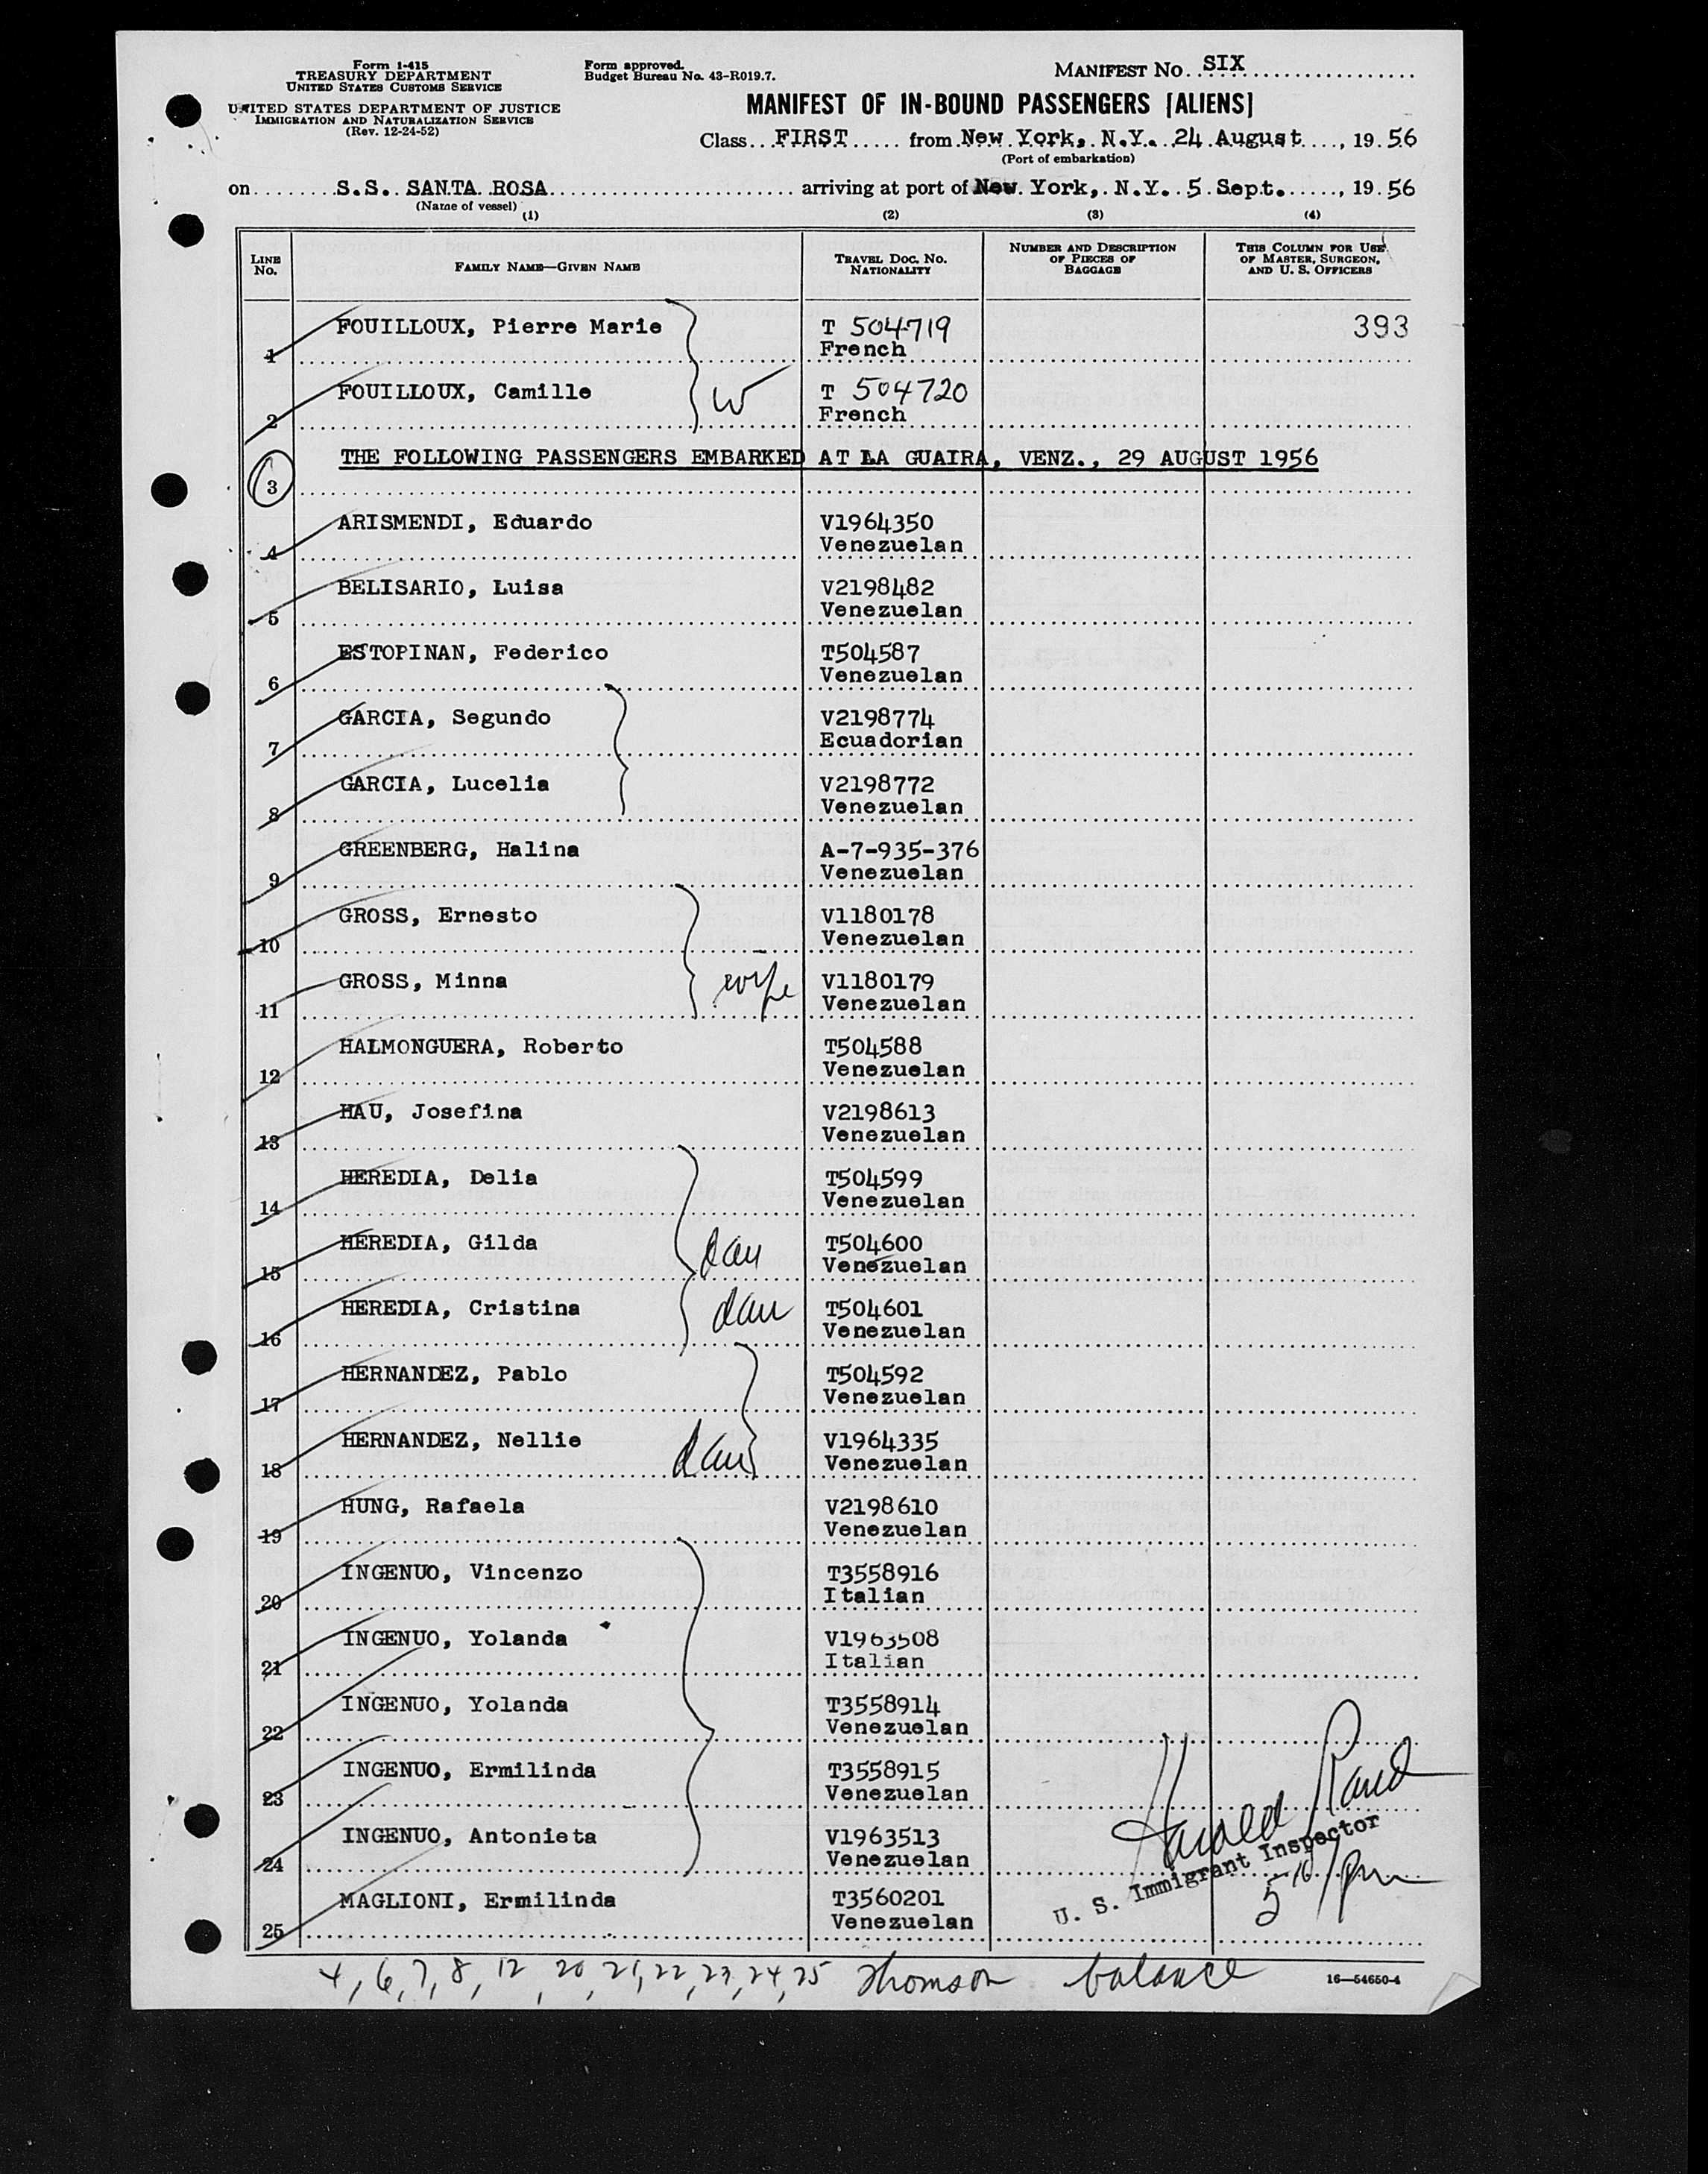 Form I-415
TREASURY DEPARTMENT
UNITED STATES CUSTOMS SERVICE
UNITED STATES DEPARTMENT OF JUSTICE
IMMIGRATION AND NATURALIZATION SERVICE
(Rev. 12-24-52)
Form approved.
Budget Bureau No. 43-R019.7.
MANIFEST NO. SIX
MANIFEST OF IN-BOUND PASSENGERS [ALIENS]
Class FIRST from New York, N.Y. 24 August, 1956
(Port of embarkation)
on S.S. SANTA ROSA arriving at port of New York, N.Y. 5 Sept., 1956
(Name of vessel)
(1) (2) (3) (4)
LINE NO. FAMILY NAME—GIVEN NAME TRAVEL DOC. NO. NATIONALITY NUMBER AND DESCRIPTION OF PIECES OF BAGGAGE THIS COLUMN FOR USE OF MASTER, SURGEON, AND U. S. OFFICERS
1 FOUILLOUX, Pierre Marie T 504719 French 393
2 FOUILLOUX, Camille W T 504720 French
3 THE FOLLOWING PASSENGERS EMBARKED AT LA GUAIRA, VENZ., 29 AUGUST 1956
4 ARISMENDI, Eduardo V1964350 Venezuelan
5 BELISARIO, Luisa V2198482 Venezuelan
6 ESTOPINAN, Federico T504587 Venezuelan
7 GARCIA, Segundo V2198774 Ecuadorian
8 GARCIA, Lucelia V2198772 Venezuelan
9 GREENBERG, Halina A-7-935-376 Venezuelan
10 GROSS, Ernesto V1180178 Venezuelan
11 GROSS, Minna wife V1180179 Venezuelan
12 HALMONGUERA, Roberto T504588 Venezuelan
13 HAU, Josefina V2198613 Venezuelan
14 HEREDIA, Delia T504599 Venezuelan
15 HEREDIA, Gilda dau T504600 Venezuelan
16 HEREDIA, Cristina dau T504601 Venezuelan
17 HERNANDEZ, Pablo T504592 Venezuelan
18 HERNANDEZ, Nellie dau V1964335 Venezuelan
19 HUNG, Rafaela V2198610 Venezuelan
20 INGENUO, Vincenzo T3558916 Italian
21 INGENUO, Yolanda V1963508 Italian
22 INGENUO, Yolanda T3558914 Venezuelan
23 INGENUO, Ermilinda T3558915 Venezuelan
24 INGENUO, Antonieta V1963513 Venezuelan
25 MAGLIONI, Ermilinda T3560201 Venezuelan
Harold Rand
U. S. Immigrant Inspector
4, 6, 7, 8, 12, 20, 21, 22, 23, 24, 25 Thomson balance
16—54650-4